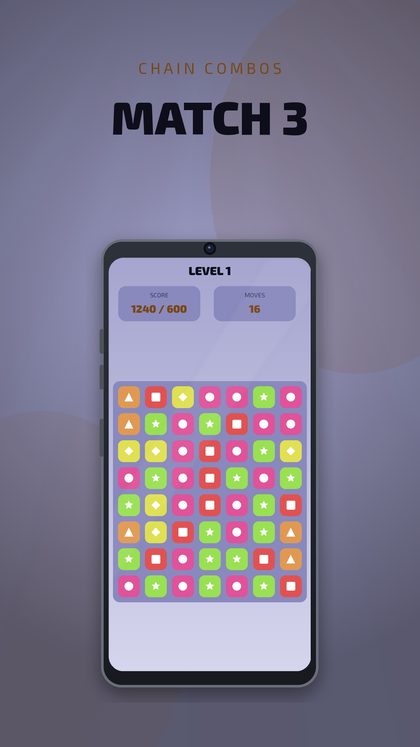 CHAIN COMBOS
MATCH 3
LEVEL 1
SCORE
1240 / 600
MOVES
16